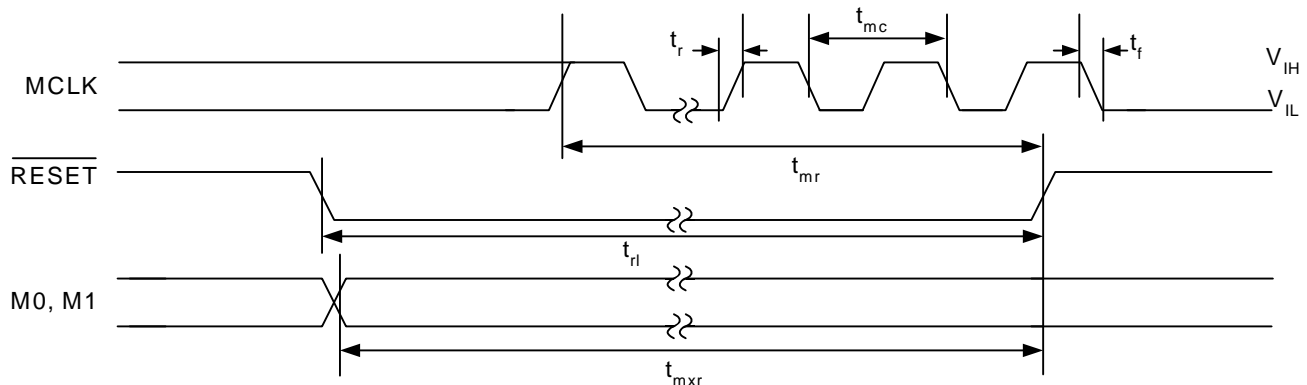 t_mc
t_r
t_f
MCLK
V_IH
V_IL
t_mr
RESET
t_rl
M0, M1
t_mxr